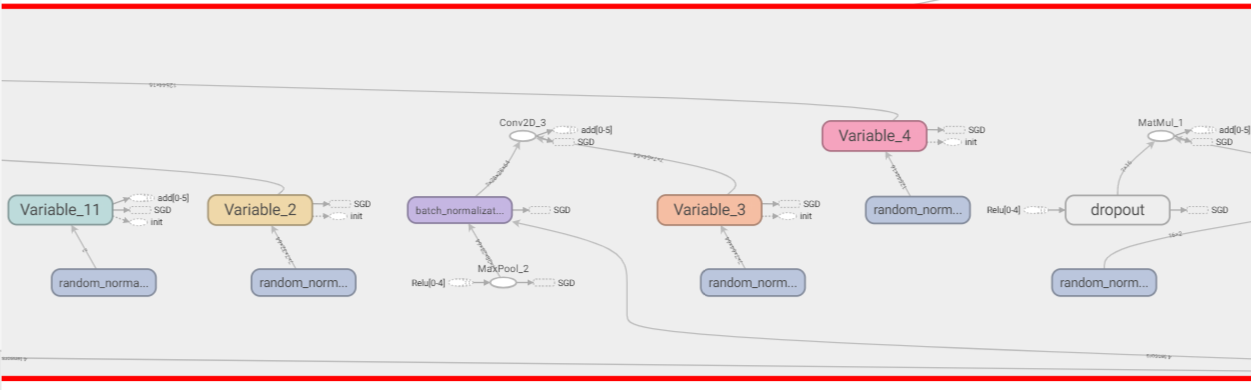 Conv2D_3
add[0-5]
SGD
Variable_4
SGD
init
MatMul_1
add[0-5]
SGD
Variable_11
add[0-5]
SGD
init
Variable_2
SGD
init
batch_normalizat...
SGD
Variable_3
SGD
init
random_norm...
Relu[0-4]
dropout
SGD
random_norma...
random_norm...
Relu[0-4]
MaxPool_2
SGD
random_norm...
random_norm...
4 tensors